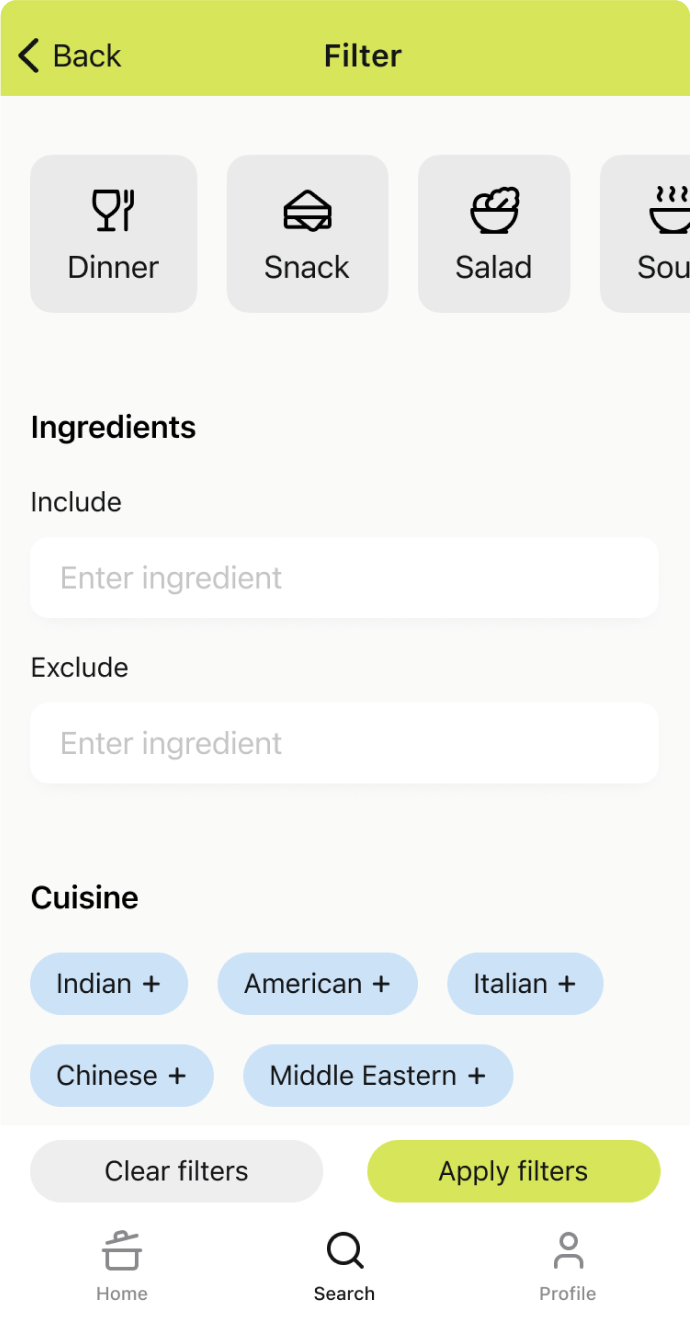 Back Filter
Dinner Snack Salad Sou
Ingredients
Include
Enter ingredient
Exclude
Enter ingredient
Cuisine
Indian + American + Italian +
Chinese + Middle Eastern +
Clear filters Apply filters
Home Search Profile